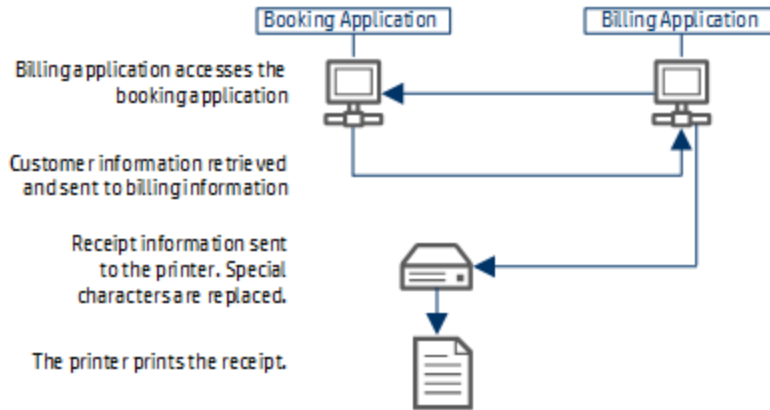 Booking Application
Billing Application
Billing application accesses the
booking application
Customer information retrieved
and sent to billing information
Receipt information sent
to the printer. Special
characters are replaced.
The printer prints the receipt.